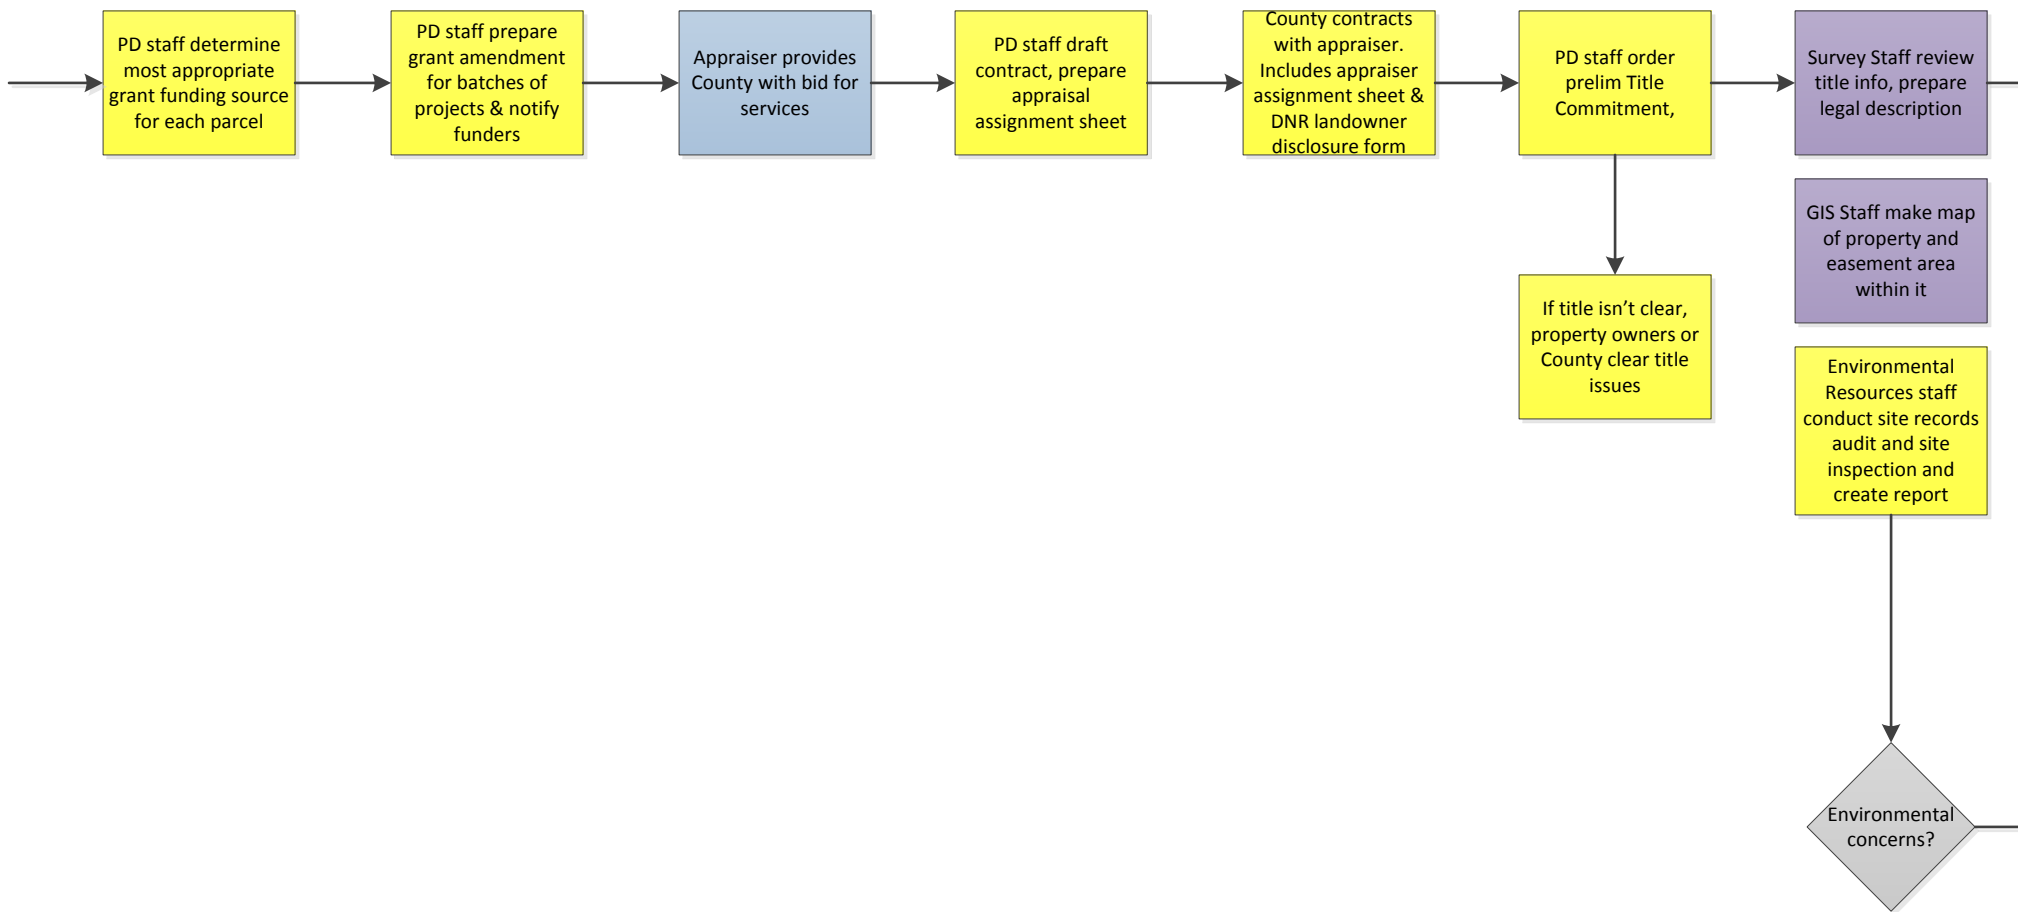 PD staff determine
most appropriate
grant funding source
for each parcel
PD staff prepare
grant amendment
for batches of
projects & notify
funders
Appraiser provides
County with bid for
services
PD staff draft
contract, prepare
appraisal
assignment sheet
County contracts
with appraiser.
Includes appraiser
assignment sheet &
DNR landowner
disclosure form
PD staff order
prelim Title
Commitment,
Survey Staff review
title info, prepare
legal description
GIS Staff make map
of property and
easement area
within it
If title isn’t clear,
property owners or
County clear title
issues
Environmental
Resources staff
conduct site records
audit and site
inspection and
create report
Environmental
concerns?